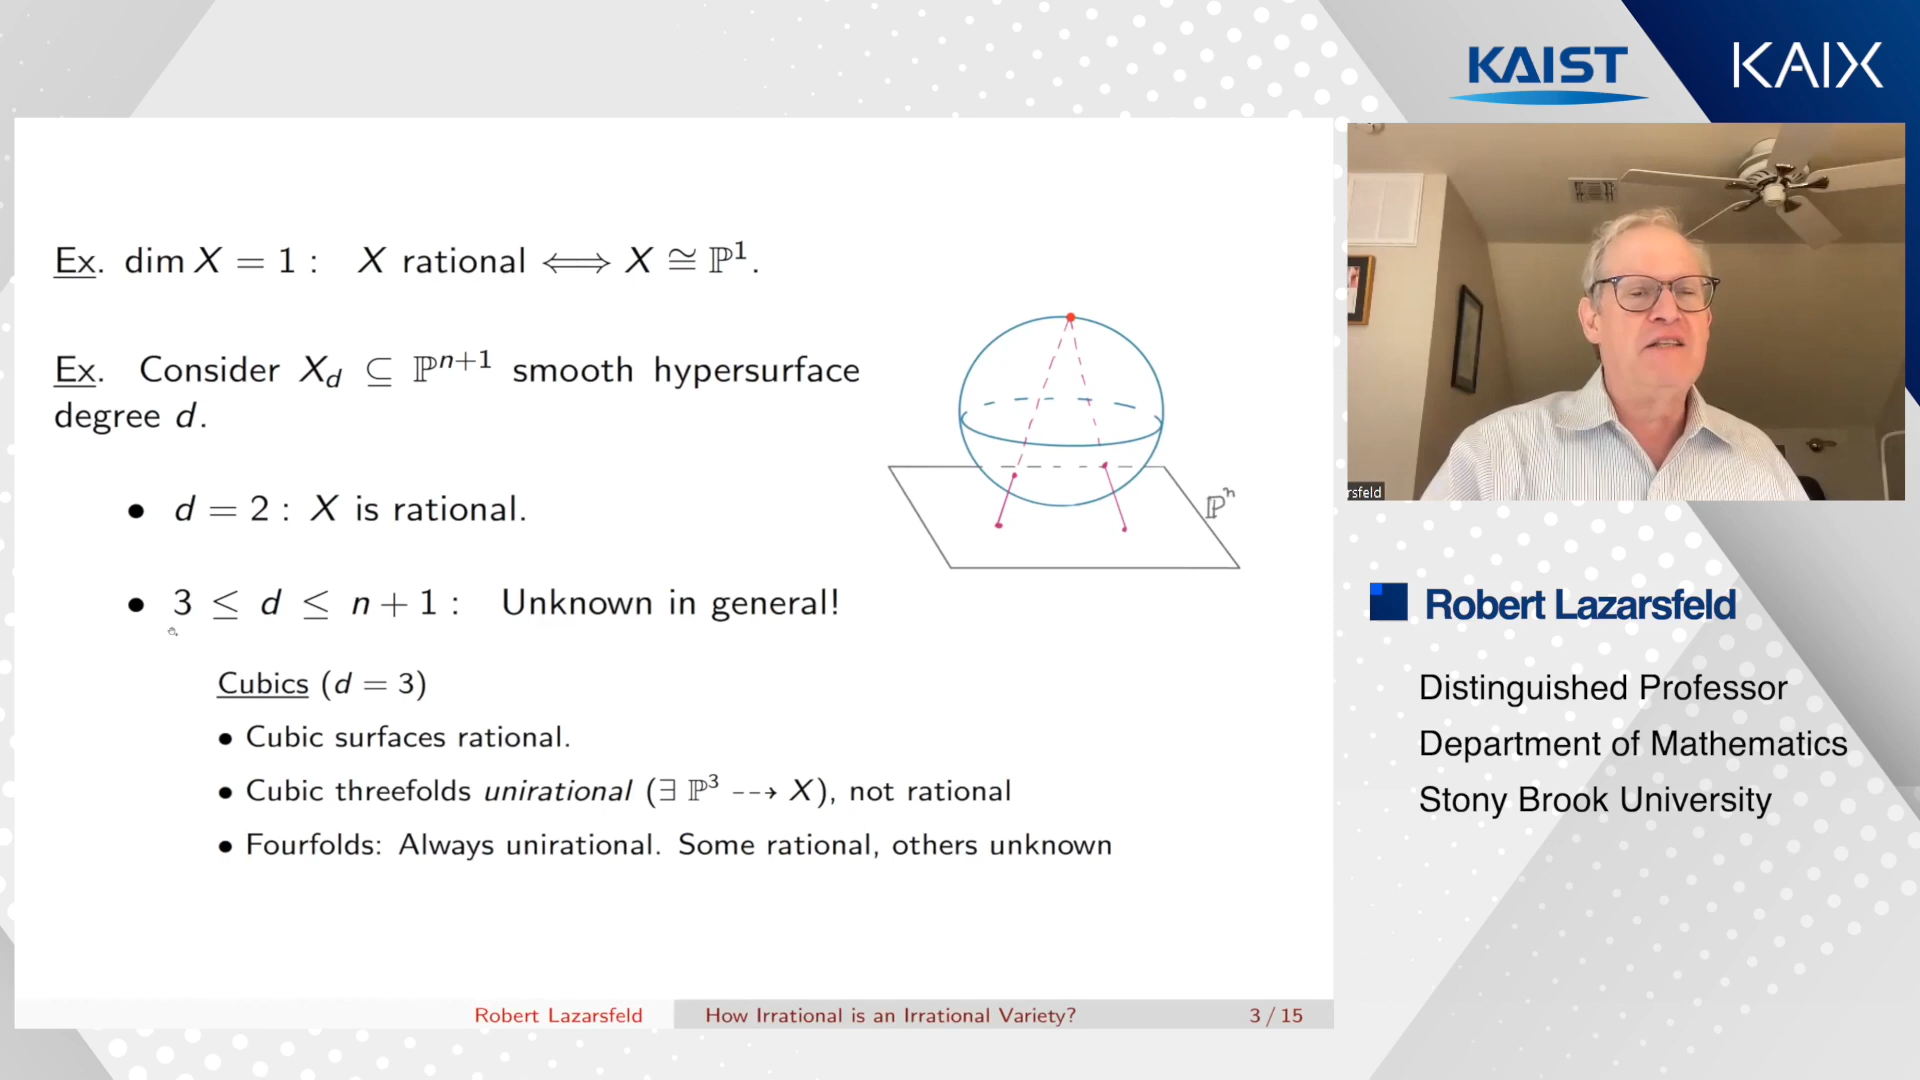 KAIST
KAIX
Ex. dim X = 1 : X rational ⟺ X ≅ ℙ¹.
Ex. Consider X_d ⊆ ℙⁿ⁺¹ smooth hypersurface
degree d.
ℙⁿ
• d = 2 : X is rational.
• 3 ≤ d ≤ n + 1 : Unknown in general!
Cubics (d = 3)
• Cubic surfaces rational.
• Cubic threefolds unirational (∃ ℙ³ ⇢ X), not rational
• Fourfolds: Always unirational. Some rational, others unknown
Robert Lazarsfeld
How Irrational is an Irrational Variety?
3 / 15
rsfeld
Robert Lazarsfeld
Distinguished Professor
Department of Mathematics
Stony Brook University